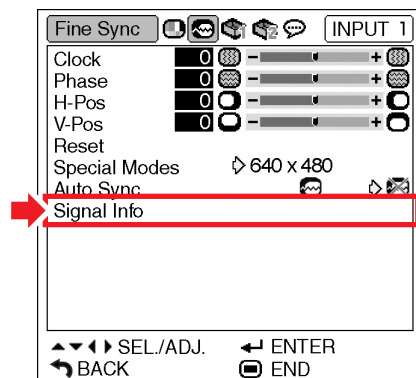 Fine Sync INPUT 1
Clock 0 - +
Phase 0 - +
H-Pos 0 - +
V-Pos 0 - +
Reset
Special Modes 640 x 480
Auto Sync
Signal Info
SEL./ADJ. ENTER
BACK END